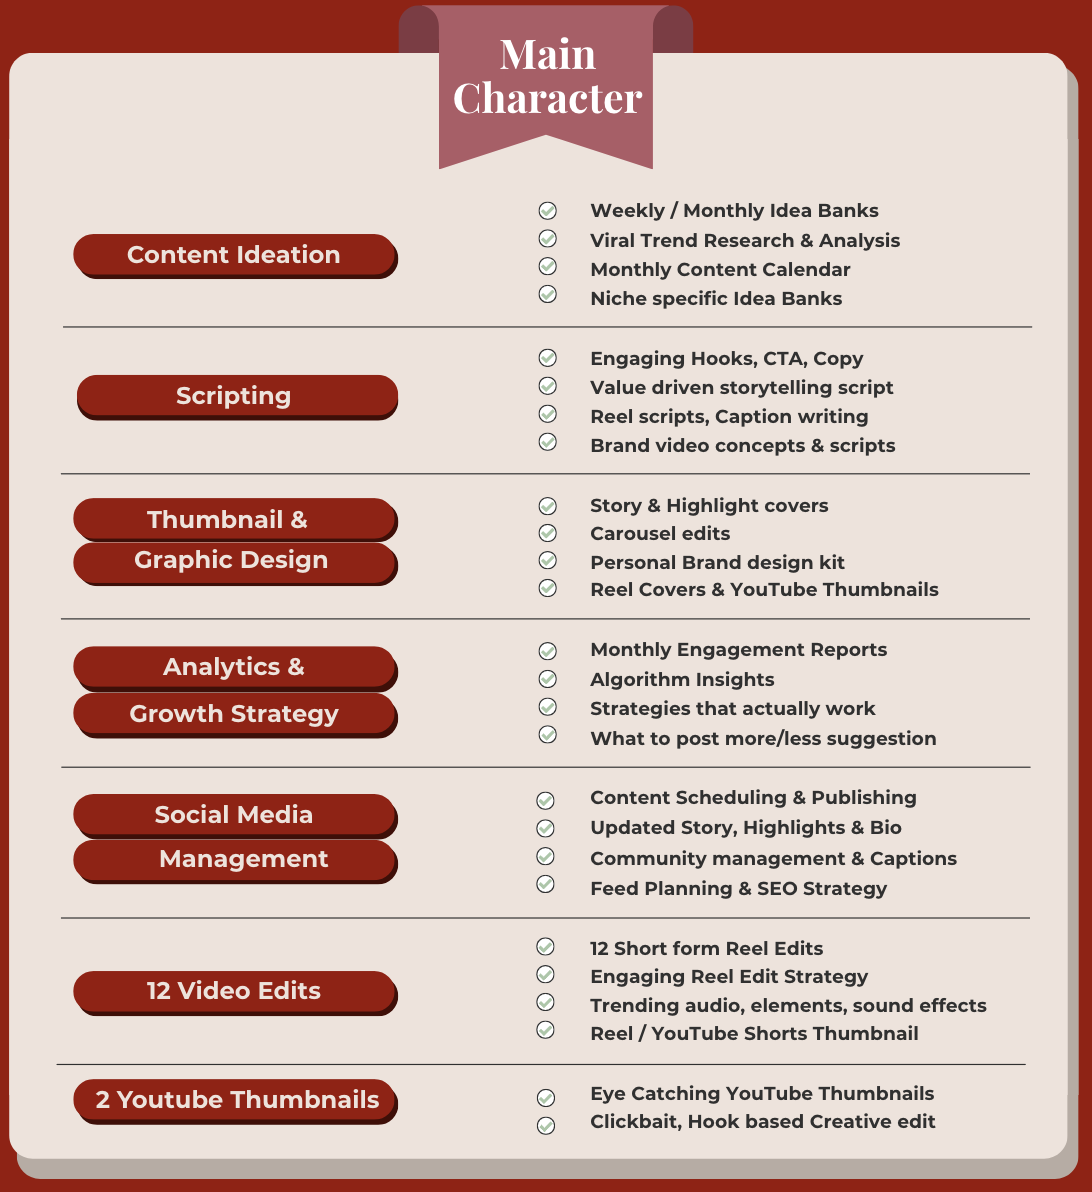 Main
Character
Content Ideation
Weekly / Monthly Idea Banks
Viral Trend Research & Analysis
Monthly Content Calendar
Niche specific Idea Banks
Scripting
Engaging Hooks, CTA, Copy
Value driven storytelling script
Reel scripts, Caption writing
Brand video concepts & scripts
Thumbnail &
Graphic Design
Story & Highlight covers
Carousel edits
Personal Brand design kit
Reel Covers & YouTube Thumbnails
Analytics &
Growth Strategy
Monthly Engagement Reports
Algorithm Insights
Strategies that actually work
What to post more/less suggestion
Social Media
Management
Content Scheduling & Publishing
Updated Story, Highlights & Bio
Community management & Captions
Feed Planning & SEO Strategy
12 Video Edits
12 Short form Reel Edits
Engaging Reel Edit Strategy
Trending audio, elements, sound effects
Reel / YouTube Shorts Thumbnail
2 Youtube Thumbnails
Eye Catching YouTube Thumbnails
Clickbait, Hook based Creative edit